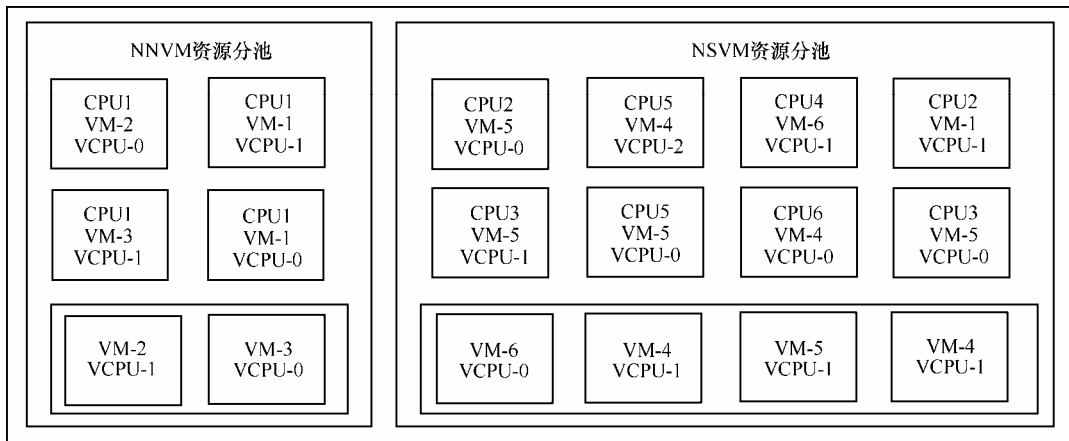 NNVM资源分池
CPU1
VM-2
VCPU-0
CPU1
VM-1
VCPU-1
CPU1
VM-3
VCPU-1
CPU1
VM-1
VCPU-0
VM-2
VCPU-1
VM-3
VCPU-0
NSVM资源分池
CPU2
VM-5
VCPU-0
CPU5
VM-4
VCPU-2
CPU4
VM-6
VCPU-1
CPU2
VM-1
VCPU-1
CPU3
VM-5
VCPU-1
CPU5
VM-5
VCPU-0
CPU6
VM-4
VCPU-0
CPU3
VM-5
VCPU-0
VM-6
VCPU-0
VM-4
VCPU-1
VM-5
VCPU-1
VM-4
VCPU-1